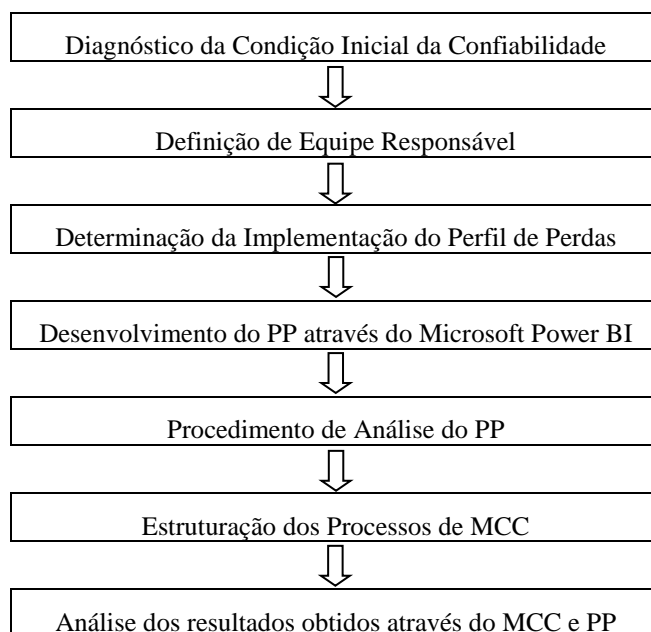 Diagnóstico da Condição Inicial da Confiabilidade
Definição de Equipe Responsável
Determinação da Implementação do Perfil de Perdas
Desenvolvimento do PP através do Microsoft Power BI
Procedimento de Análise do PP
Estruturação dos Processos de MCC
Análise dos resultados obtidos através do MCC e PP